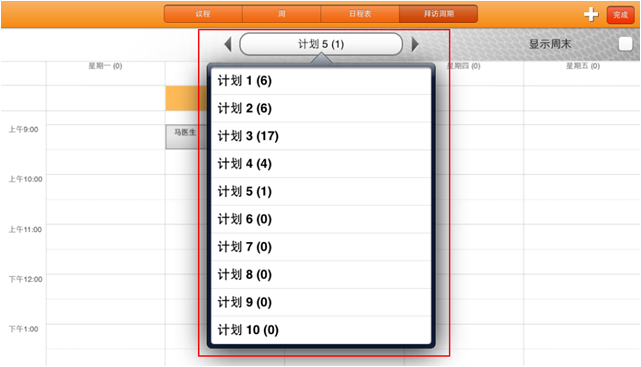 议程 周 日程表 拜访周期 完成
计划 5 (1) 显示周末
星期一 (0) 星期四 (0) 星期五 (0)
计划 1 (6)
计划 2 (6)
上午9:00 马医生 计划 3 (17)
计划 4 (4)
上午10:00 计划 5 (1)
计划 6 (0)
上午11:00 计划 7 (0)
下午12:00 计划 8 (0)
计划 9 (0)
下午1:00 计划 10 (0)